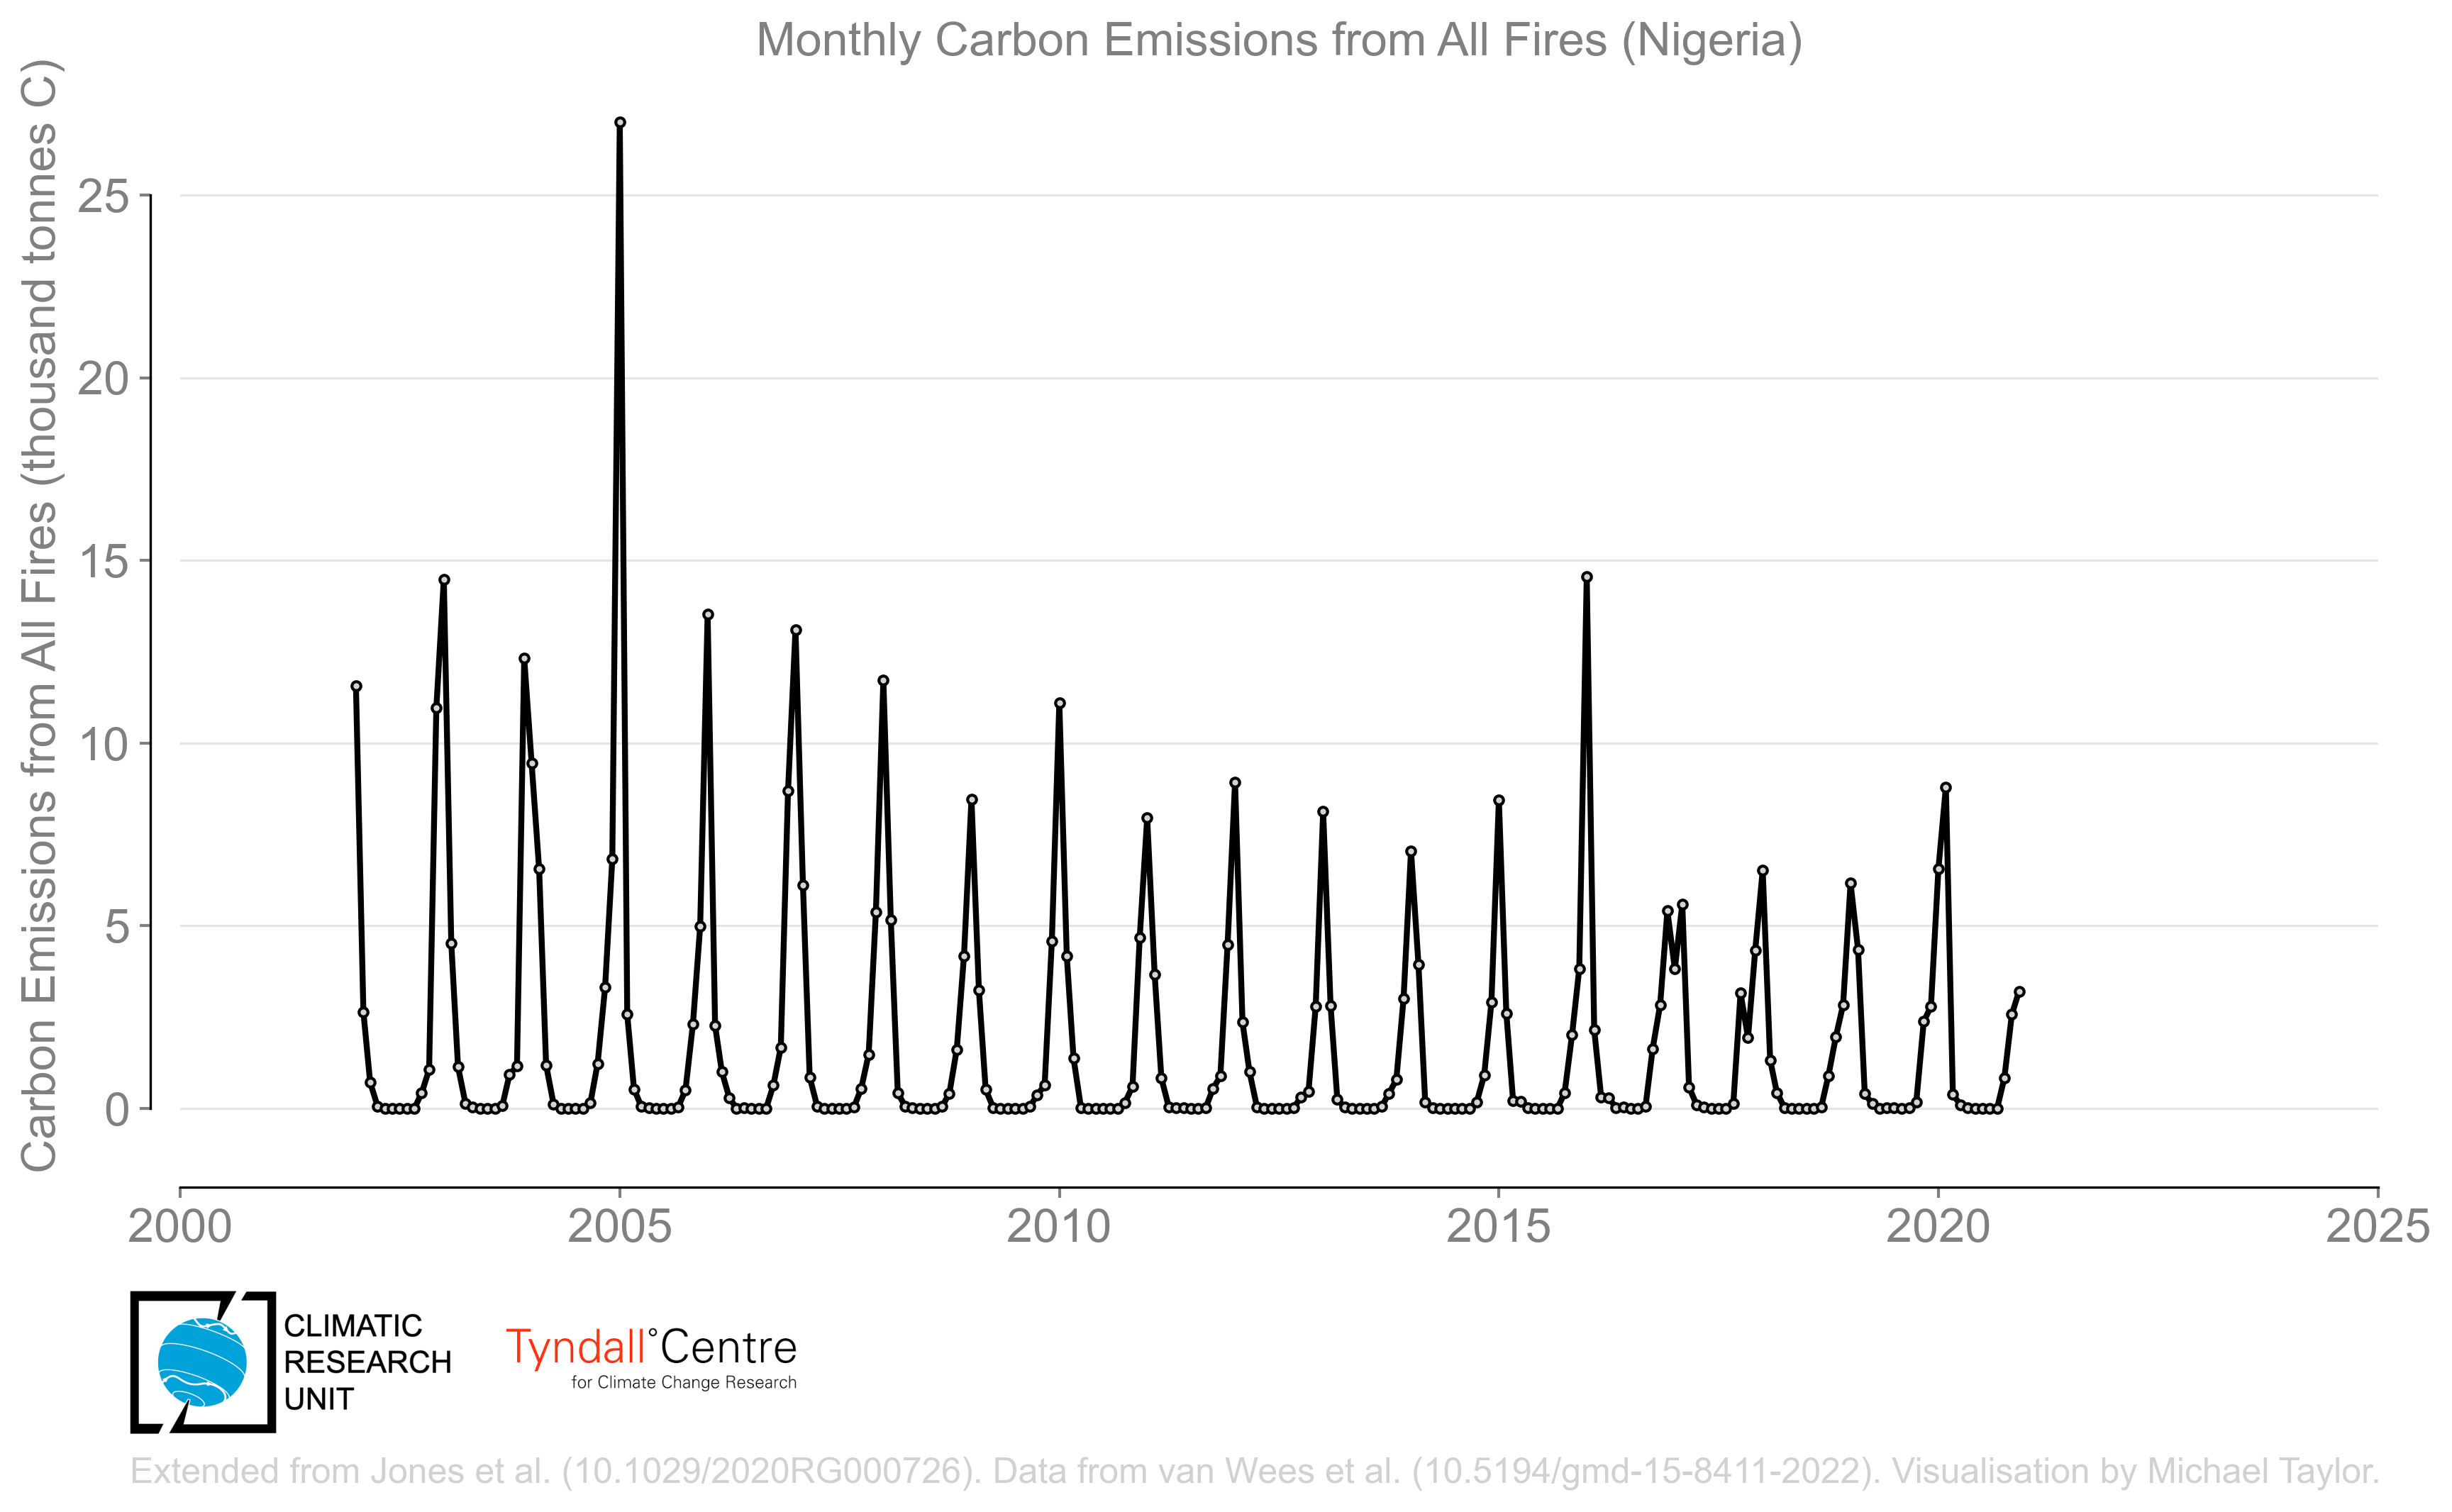 Monthly Carbon Emissions from All Fires (Nigeria)
Carbon Emissions from All Fires (thousand tonnes C)
25
20
15
10
5
0
2000 2005 2010 2015 2020 2025
CLIMATIC
RESEARCH
UNIT
Tyndall°Centre
for Climate Change Research
Extended from Jones et al. (10.1029/2020RG000726). Data from van Wees et al. (10.5194/gmd-15-8411-2022). Visualisation by Michael Taylor.